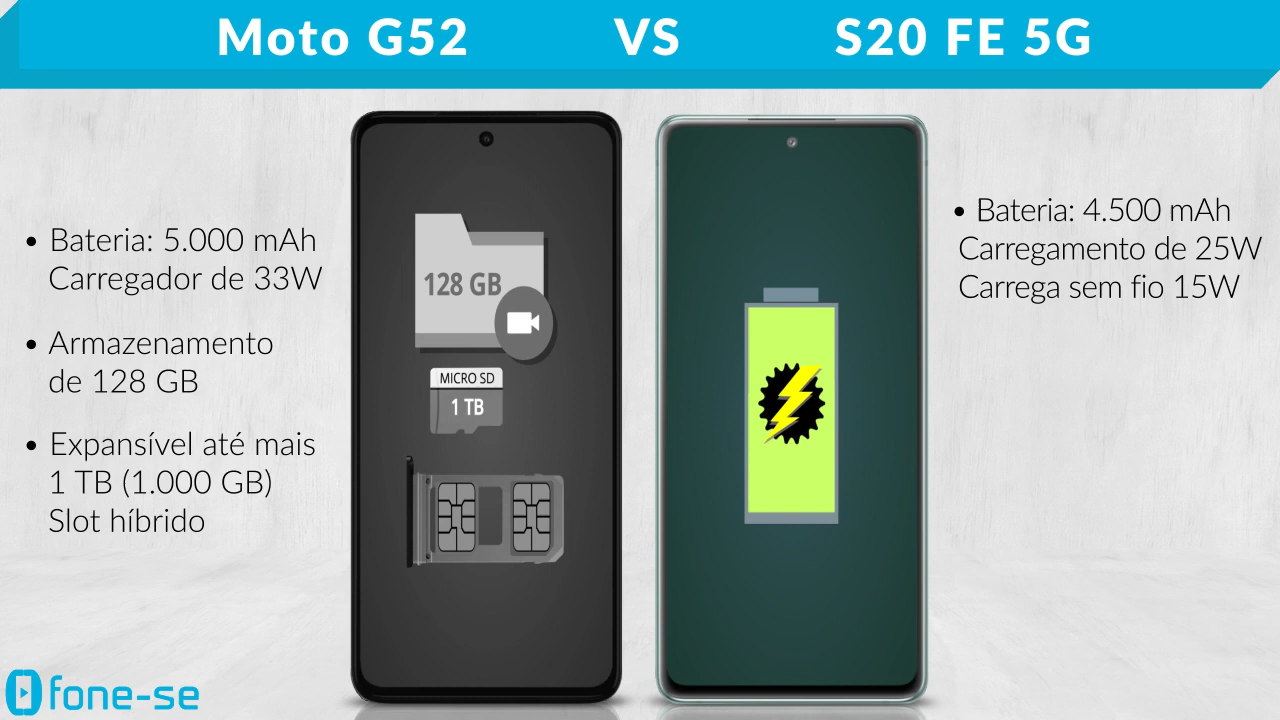 Moto G52 VS S20 FE 5G
• Bateria: 5.000 mAh
Carregador de 33W
• Armazenamento
de 128 GB
• Expansível até mais
1 TB (1.000 GB)
Slot híbrido
128 GB
MICRO SD
1 TB
• Bateria: 4.500 mAh
Carregamento de 25W
Carrega sem fio 15W
fone-se